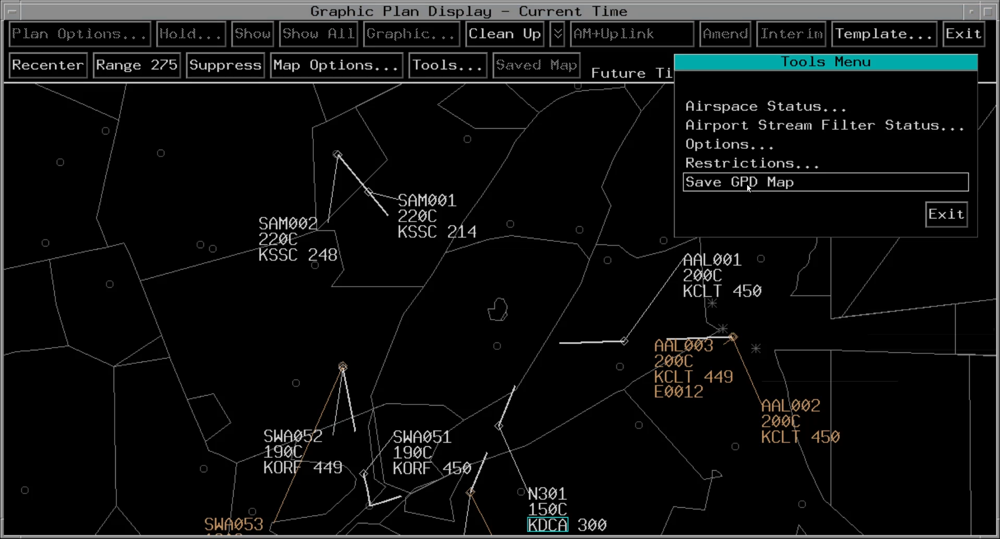 Graphic Plan Display - Current Time
Plan Options... Hold... Show Show All Graphic... Clean Up AM+Uplink Amend Interim Template... Exit
Recenter Range 275 Suppress Map Options... Tools... Saved Map Future Ti
Tools Menu
Airspace Status...
Airport Stream Filter Status...
Options...
Restrictions...
Save GPD Map
Exit
SAM001
220C
KSSC 214
SAM002
220C
KSSC 248
AAL001
200C
KCLT 450
AAL003
200C
KCLT 449
E0012
AAL002
200C
KCLT 450
SWA052
190C
KORF 449
SWA051
190C
KORF 450
N301
150C
KDCA 300
SWA053